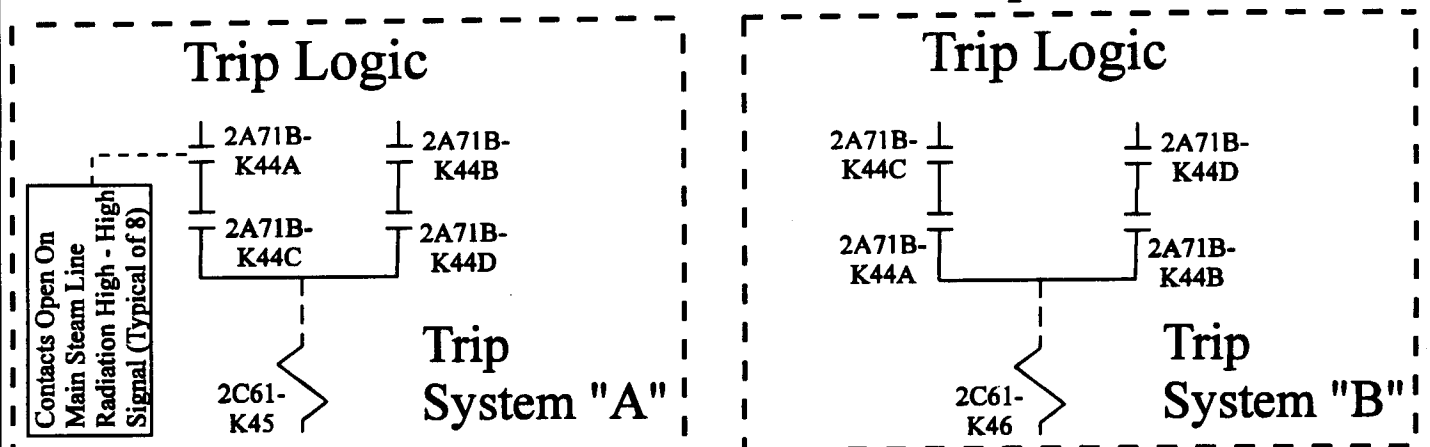 Trip Logic
2A71B-
K44A
2A71B-
K44B
2A71B-
K44C
2A71B-
K44D
Contacts Open On
Main Steam Line
Radiation High - High
Signal (Typical of 8)
2C61-
K45
Trip
System "A"
Trip Logic
2A71B-
K44C
2A71B-
K44D
2A71B-
K44A
2A71B-
K44B
2C61-
K46
Trip
System "B"